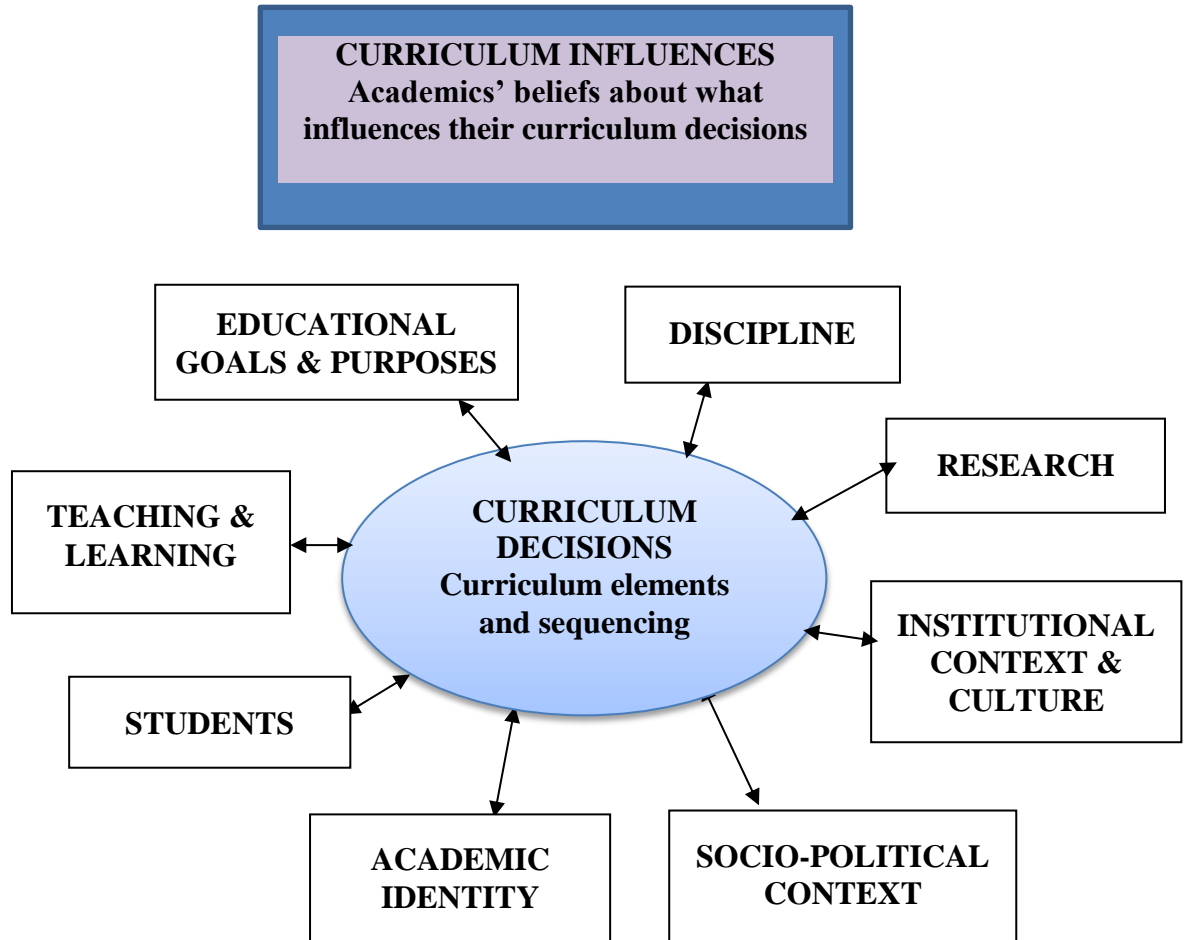 CURRICULUM INFLUENCES
Academics’ beliefs about what
influences their curriculum decisions
EDUCATIONAL
GOALS & PURPOSES
DISCIPLINE
RESEARCH
TEACHING &
LEARNING
CURRICULUM
DECISIONS
Curriculum elements
and sequencing
INSTITUTIONAL
CONTEXT &
CULTURE
STUDENTS
ACADEMIC
IDENTITY
SOCIO-POLITICAL
CONTEXT